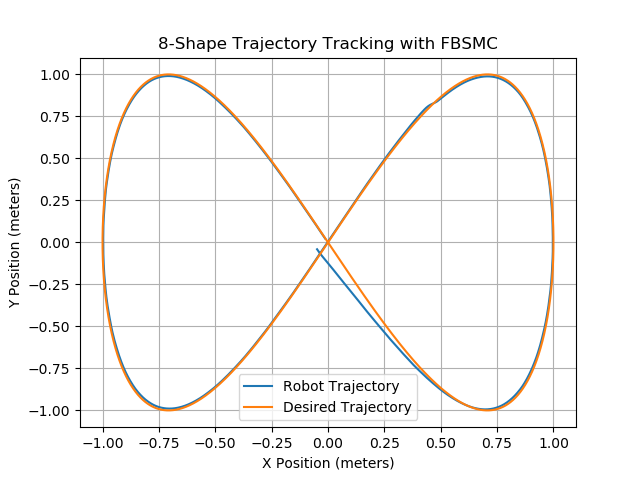 8-Shape Trajectory Tracking with FBSMC
Y Position (meters)
1.00
0.75
0.50
0.25
0.00
−0.25
−0.50
−0.75
−1.00
Robot Trajectory
Desired Trajectory
−1.00 −0.75 −0.50 −0.25 0.00 0.25 0.50 0.75 1.00
X Position (meters)